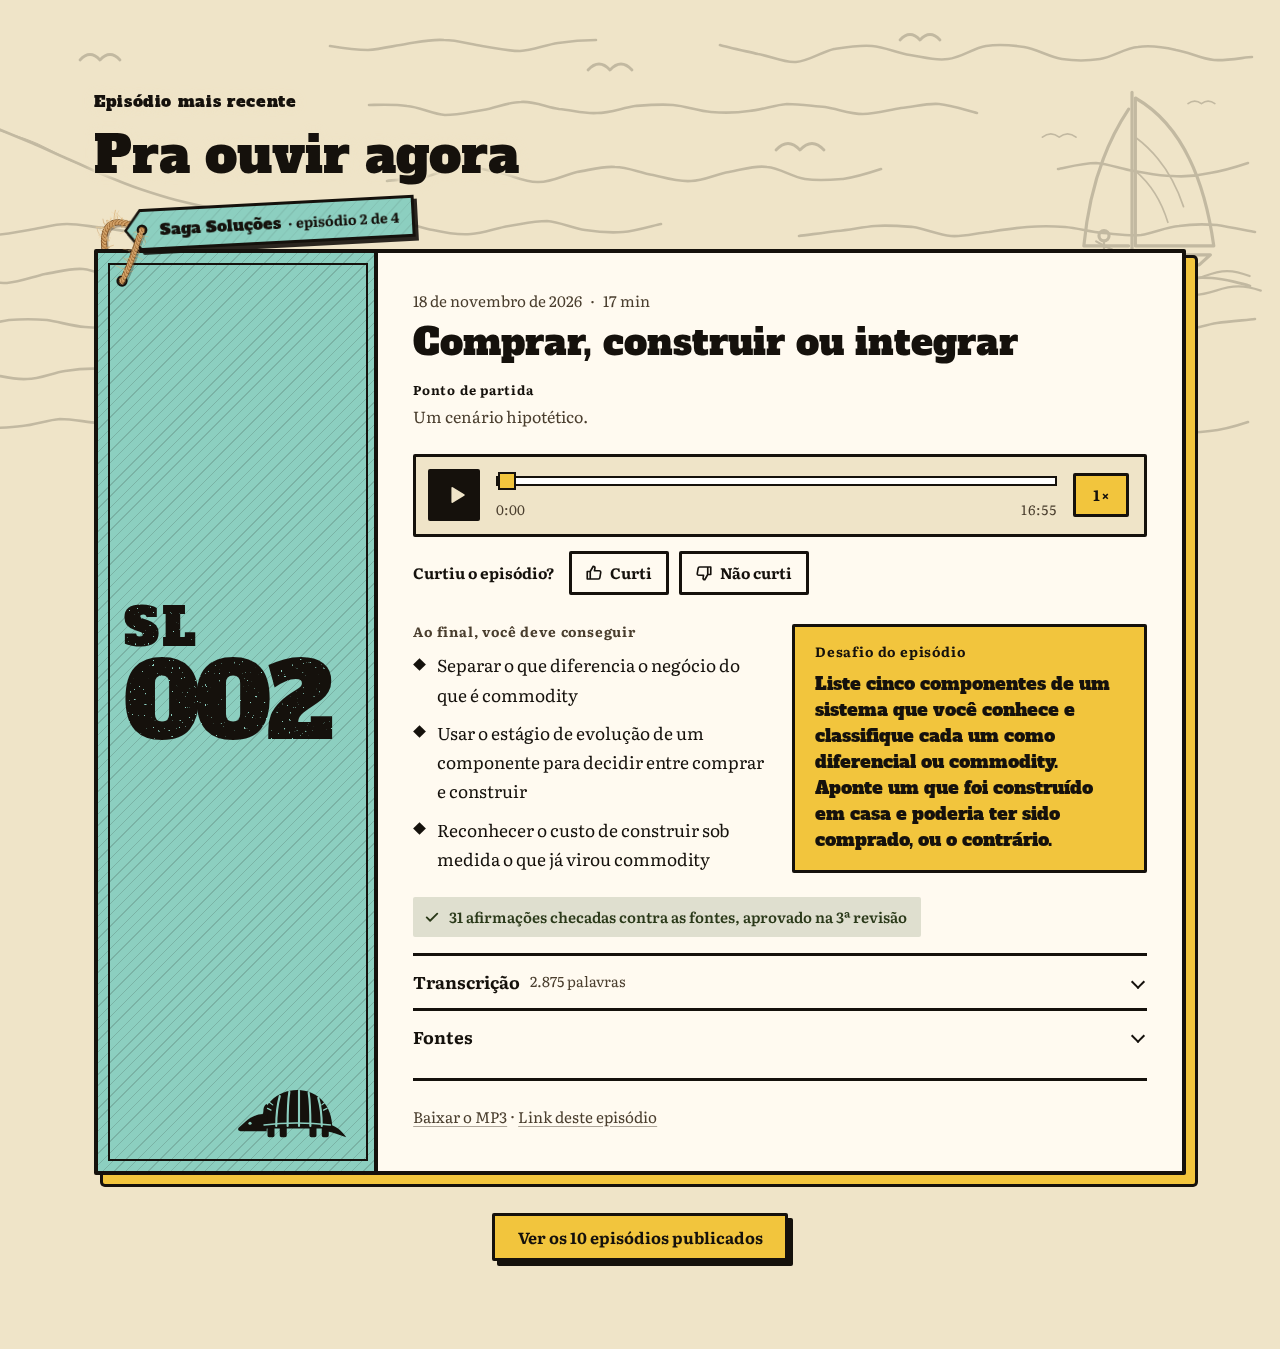 Episódio mais recente
Pra ouvir agora
Saga Soluções · episódio 2 de 4
SL
002
18 de novembro de 2026 · 17 min
Comprar, construir ou integrar
Ponto de partida
Um cenário hipotético.
0:00
16:55
1×
Curtiu o episódio?
Curti
Não curti
Ao final, você deve conseguir
Separar o que diferencia o negócio do
que é commodity
Usar o estágio de evolução de um
componente para decidir entre comprar
e construir
Reconhecer o custo de construir sob
medida o que já virou commodity
Desafio do episódio
Liste cinco componentes de um
sistema que você conhece e
classifique cada um como
diferencial ou commodity.
Aponte um que foi construído
em casa e poderia ter sido
comprado, ou o contrário.
31 afirmações checadas contra as fontes, aprovado na 3ª revisão
Transcrição 2.875 palavras
Fontes
Baixar o MP3 · Link deste episódio
Ver os 10 episódios publicados